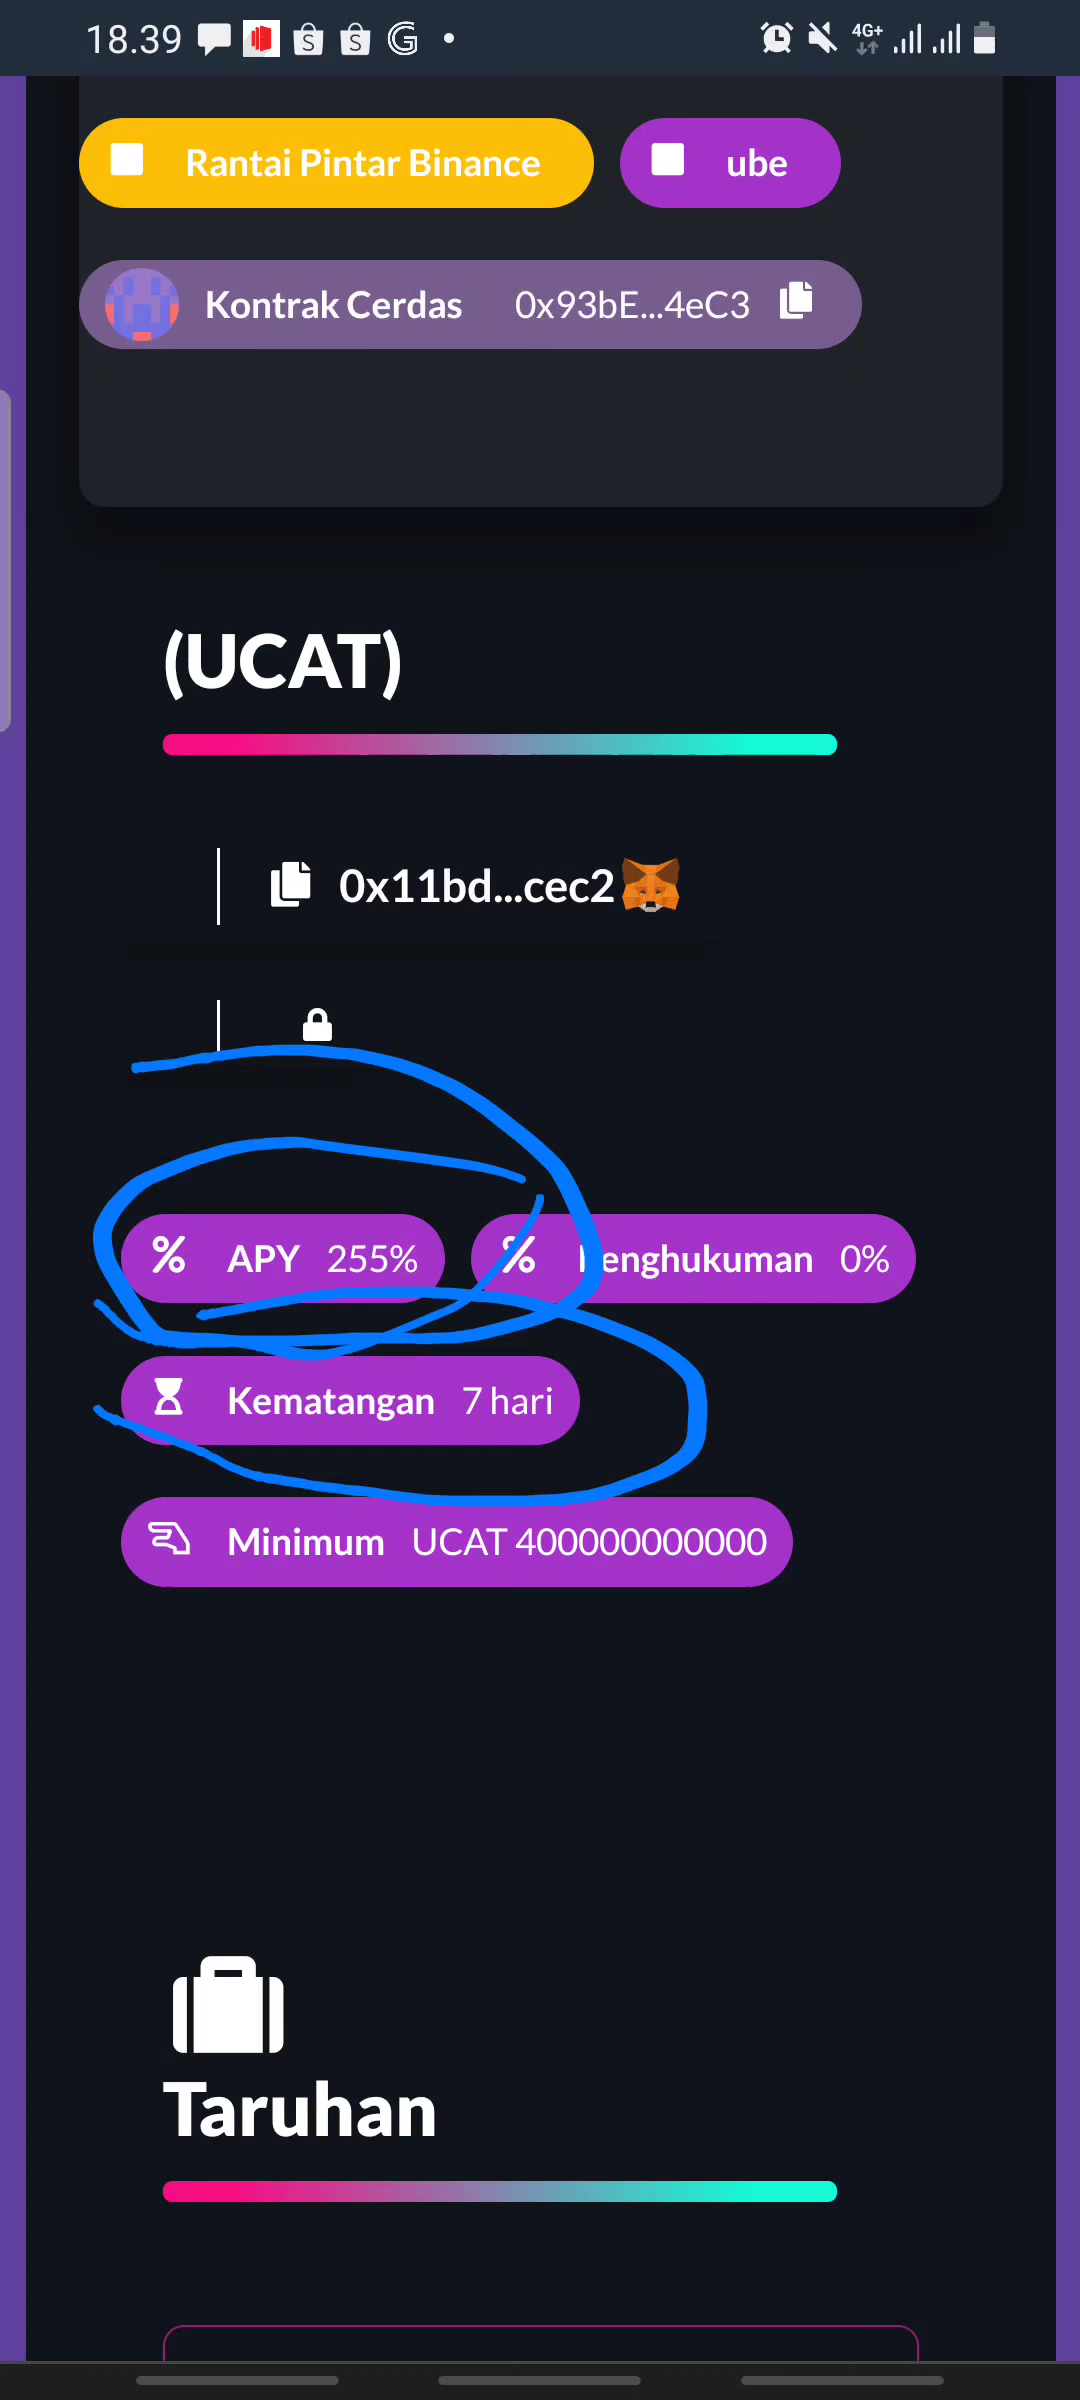 18.39
4G+
Rantai Pintar Binance
ube
Kontrak Cerdas 0x93bE...4eC3
(UCAT)
0x11bd...cec2
% APY 255%
% Penghukuman 0%
Kematangan 7 hari
Minimum UCAT 400000000000
Taruhan